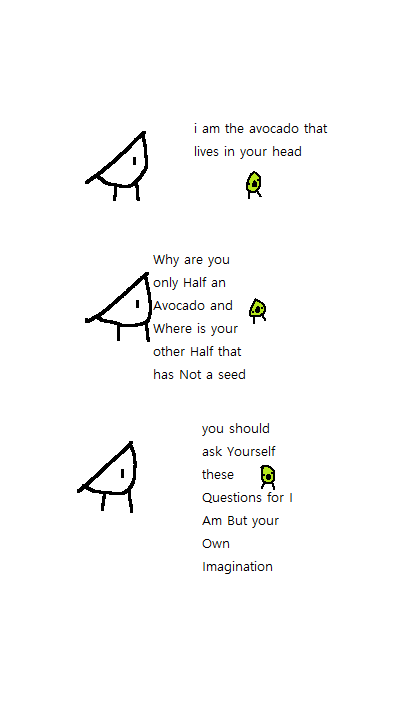 i am the avocado that
lives in your head
Why are you
only Half an
Avocado and
Where is your
other Half that
has Not a seed
you should
ask Yourself
these
Questions for I
Am But your
Own
Imagination